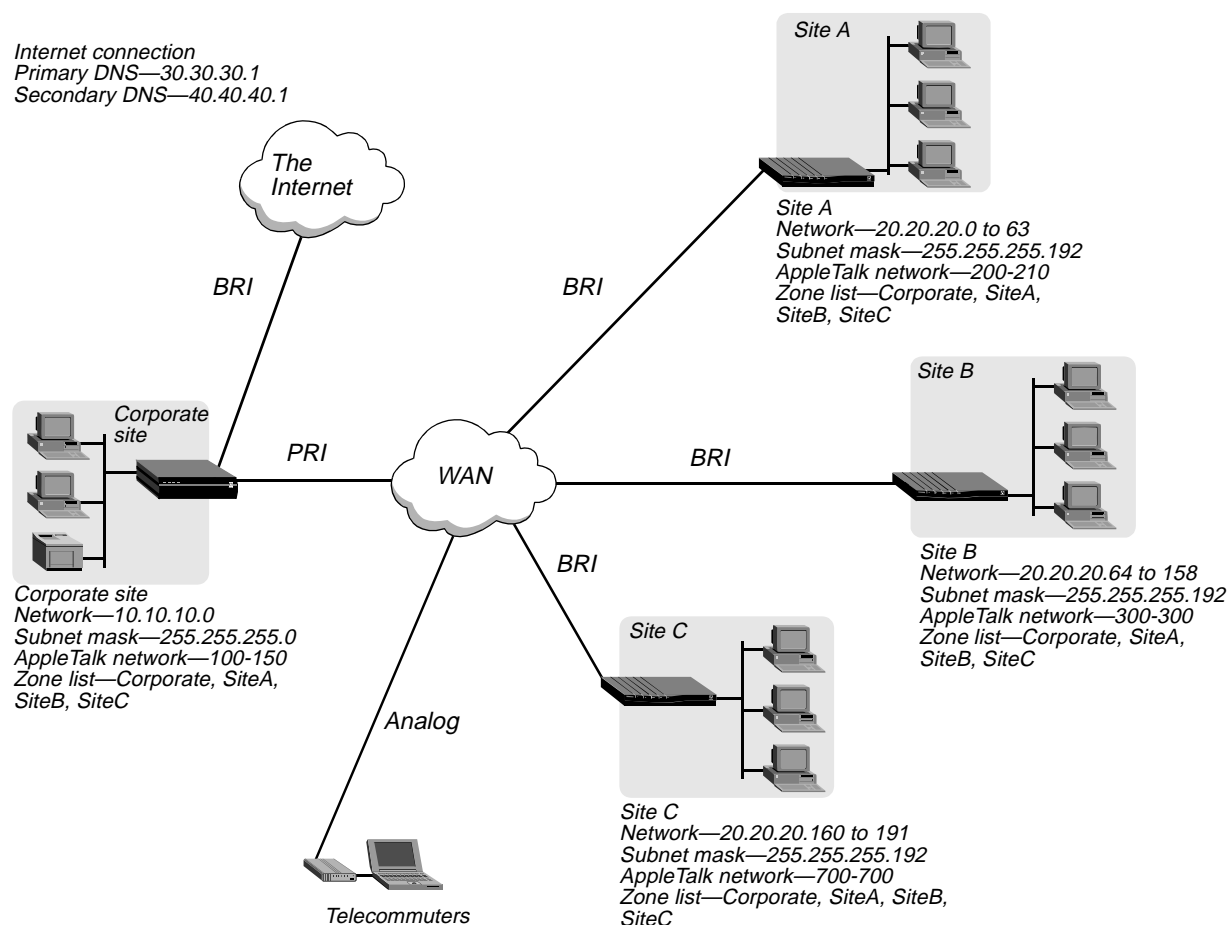 Internet connection
Primary DNS—30.30.30.1
Secondary DNS—40.40.40.1
The
Internet
BRI
Site A
Site A
Network—20.20.20.0 to 63
Subnet mask—255.255.255.192
AppleTalk network—200-210
Zone list—Corporate, SiteA,
SiteB, SiteC
BRI
Corporate
site
PRI
WAN
BRI
Site B
Site B
Network—20.20.20.64 to 158
Subnet mask—255.255.255.192
AppleTalk network—300-300
Zone list—Corporate, SiteA,
SiteB, SiteC
Corporate site
Network—10.10.10.0
Subnet mask—255.255.255.0
AppleTalk network—100-150
Zone list—Corporate, SiteA,
SiteB, SiteC
BRI
Site C
Analog
Site C
Network—20.20.20.160 to 191
Subnet mask—255.255.255.192
AppleTalk network—700-700
Zone list—Corporate, SiteA, SiteB,
SiteC
Telecommuters